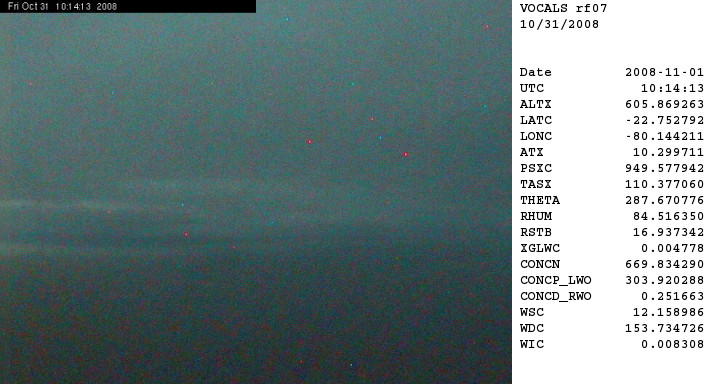 Fri Oct 31 10:14:13 2008
VOCALS rf07
10/31/2008
Date 2008-11-01
UTC 10:14:13
ALTX 605.869263
LATC -22.752792
LONC -80.144211
ATX 10.299711
PSXC 949.577942
TASX 110.377060
THETA 287.670776
RHUM 84.516350
RSTB 16.937342
XGLWC 0.004778
CONCN 669.834290
CONCP_LWO 303.920288
CONCD_RWO 0.251663
WSC 12.158986
WDC 153.734726
WIC 0.008308